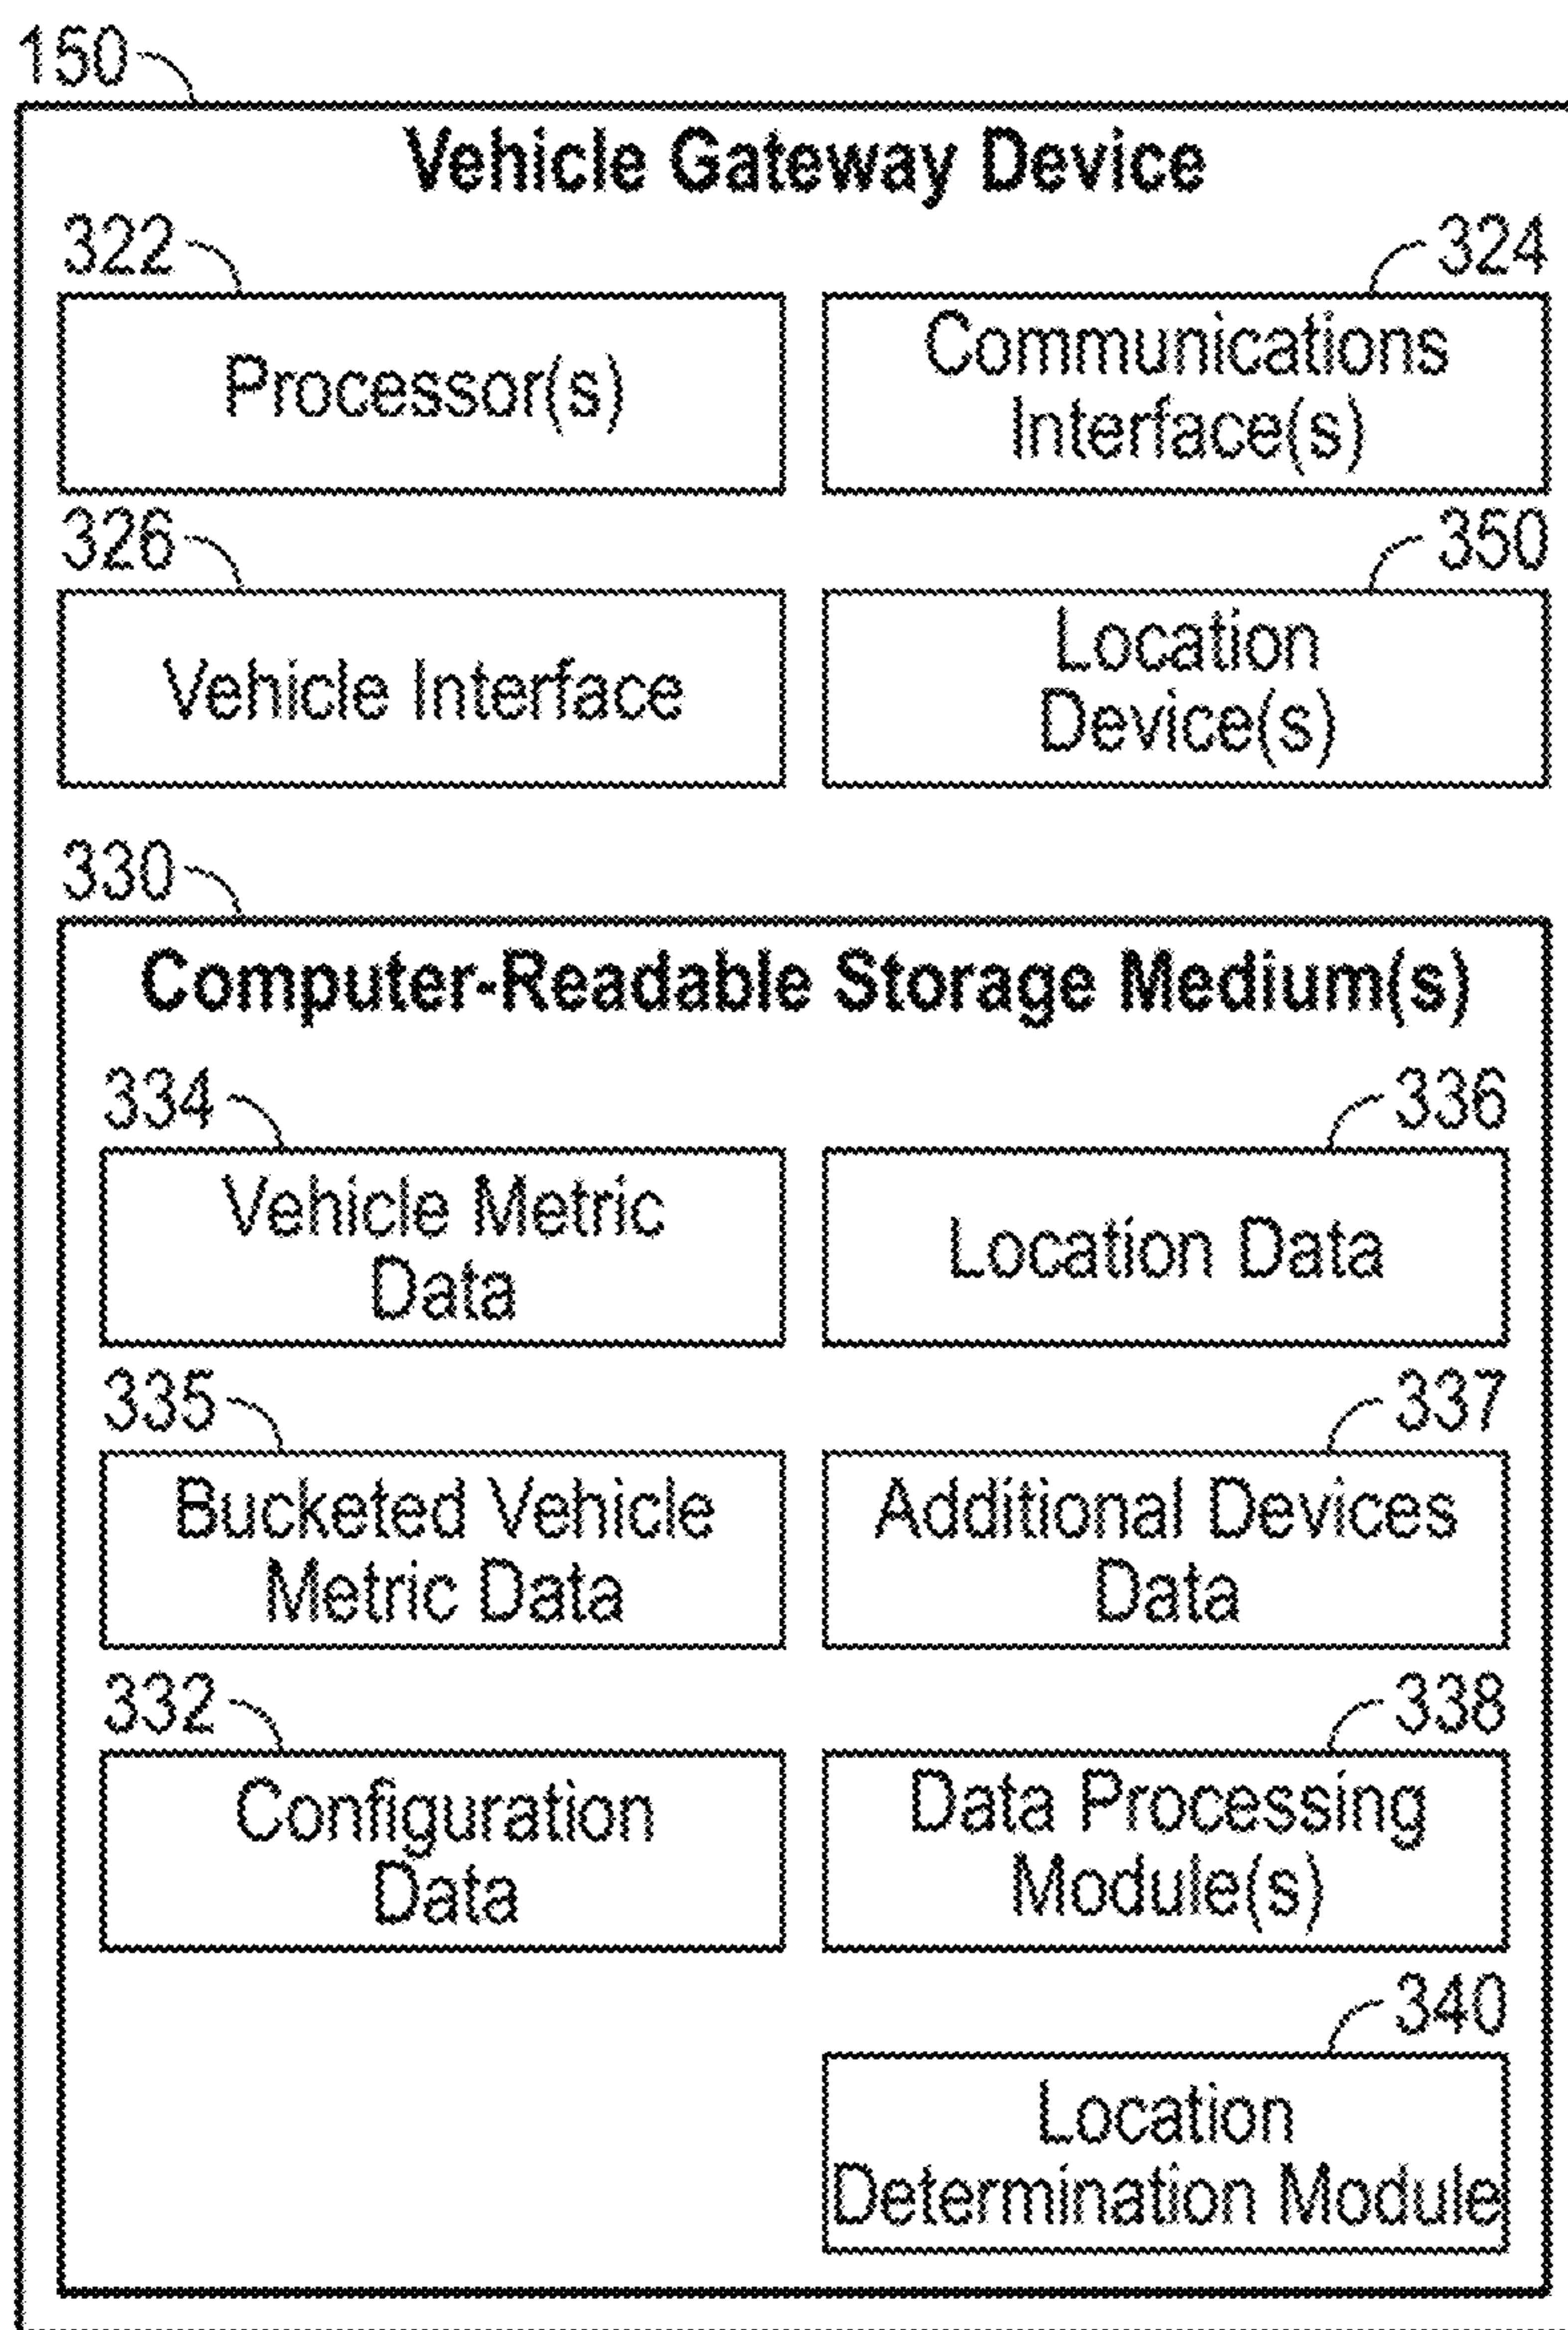 150
Vehicle Gateway Device
322
324
Processor(s)
Communications
Interface(s)
326
350
Vehicle Interface
Location
Device(s)
330
Computer-Readable Storage Medium(s)
334
336
Vehicle Metric
Data
Location Data
335
337
Bucketed Vehicle
Metric Data
Additional Devices
Data
332
338
Configuration
Data
Data Processing
Module(s)
340
Location
Determination Module